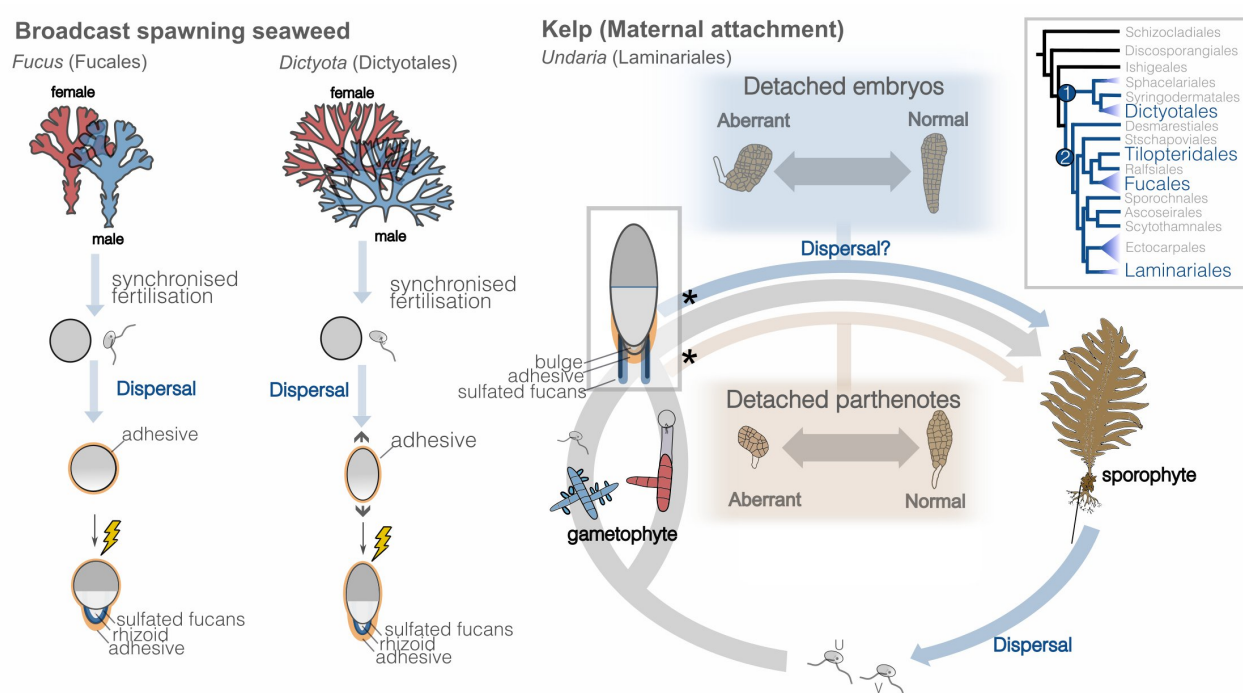 Broadcast spawning seaweed
Fucus (Fucales)
female
male
synchronised
fertilisation
Dispersal
adhesive
sulfated fucans
rhizoid
adhesive
Dictyota (Dictyotales)
female
male
synchronised
fertilisation
Dispersal
adhesive
sulfated fucans
rhizoid
adhesive
Kelp (Maternal attachment)
Undaria (Laminariales)
Detached embryos
Aberrant
Normal
Dispersal?
*
*
bulge
adhesive
sulfated fucans
Detached parthenotes
Aberrant
Normal
gametophyte
sporophyte
Dispersal
U
V
Schizocladiales
Discosporangiales
Ishigeales
1
Sphacelariales
Syringodermatales
Dictyotales
Desmarestiales
Stschapoviales
2
Tilopteridales
Ralfsiales
Fucales
Sporochnales
Ascoseirales
Scytothamnales
Ectocarpales
Laminariales